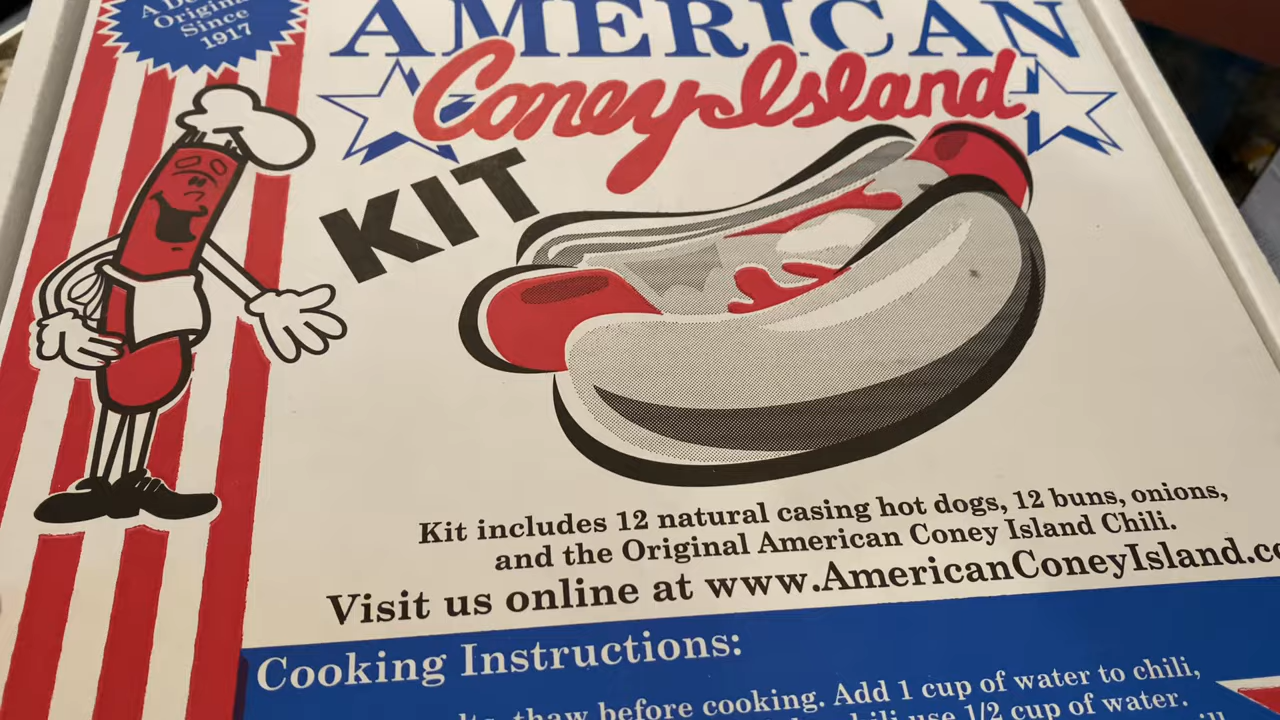 A De
Original
Since
1917
AMERICAN
Coney Island
KIT
Kit includes 12 natural casing hot dogs, 12 buns, onions,
and the Original American Coney Island Chili.
Visit us online at www.AmericanConeyIsland.co
Cooking Instructions:
thaw before cooking. Add 1 cup of water to chili,
chili use 1/2 cup of water.